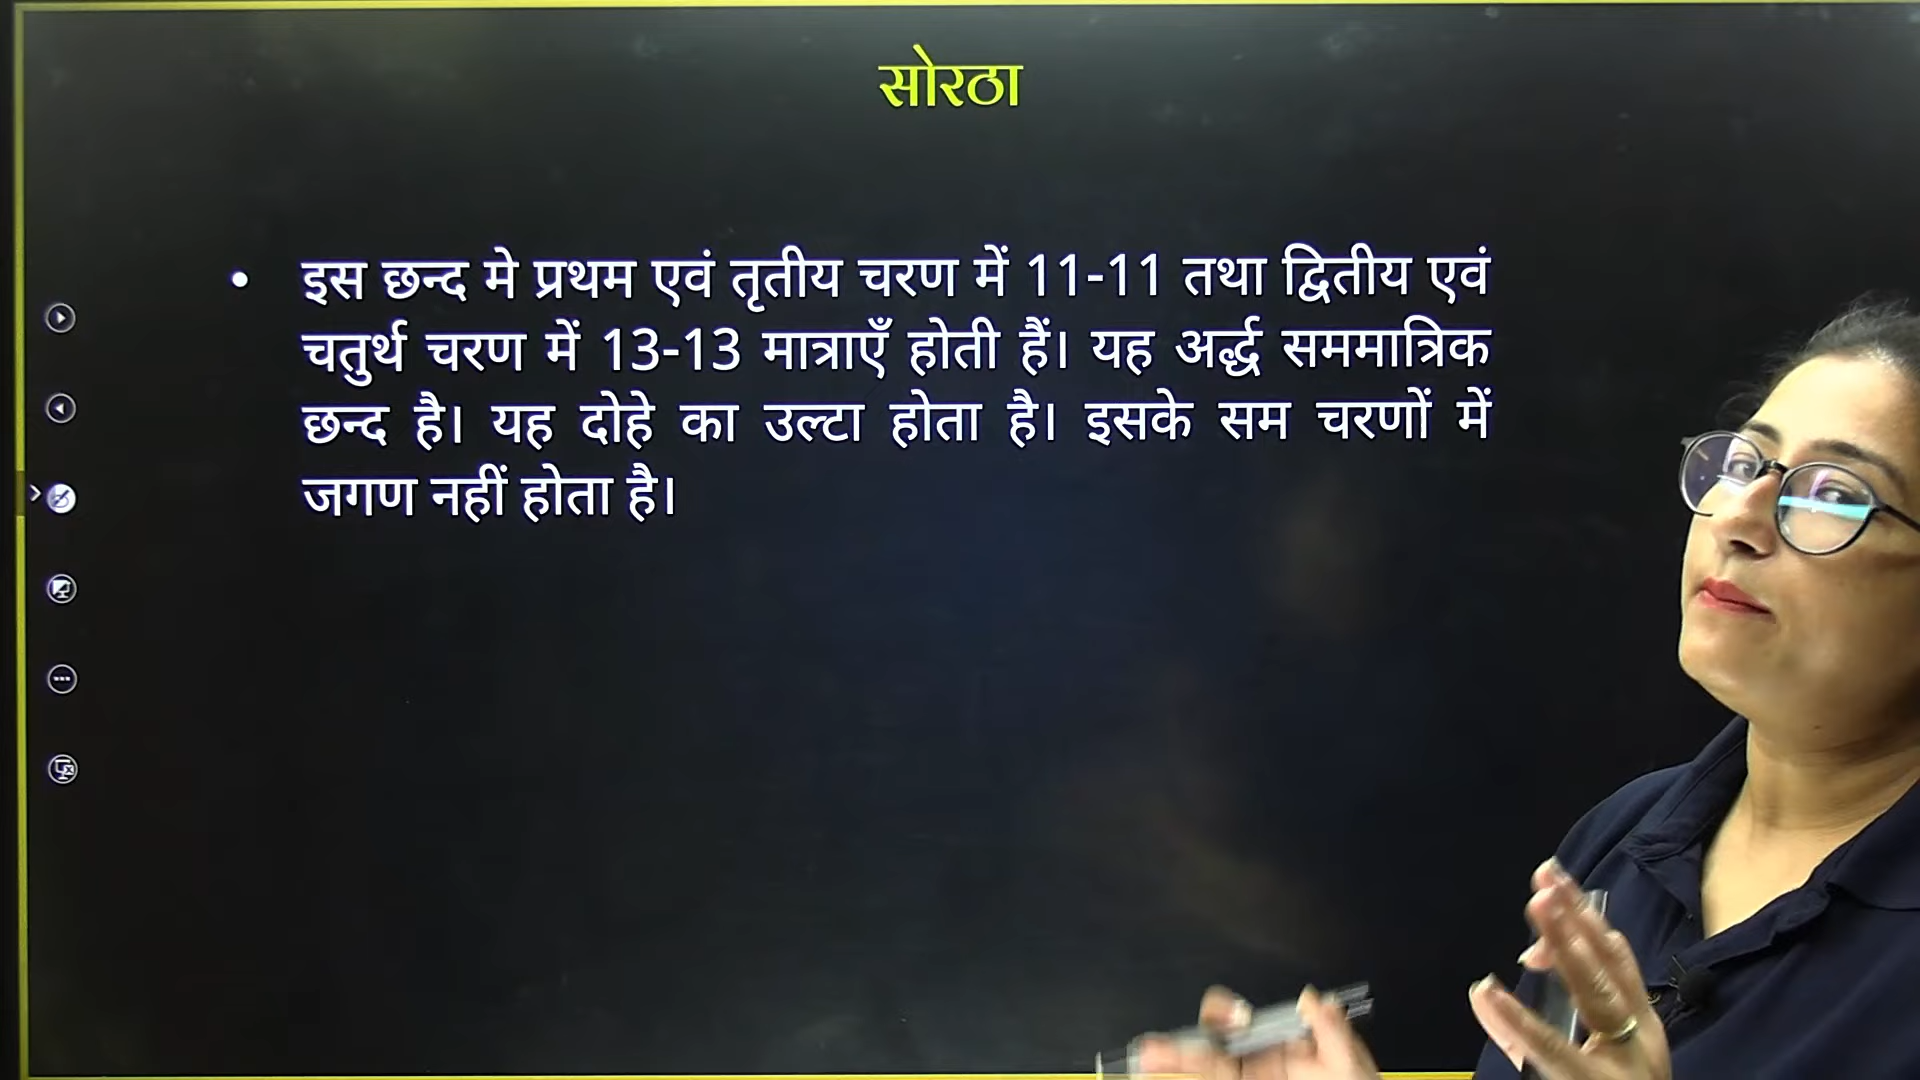 सोरठा
• इस छन्द मे प्रथम एवं तृतीय चरण में 11-11 तथा द्वितीय एवं
चतुर्थ चरण में 13-13 मात्राएँ होती हैं। यह अर्द्ध सममात्रिक
छन्द है। यह दोहे का उल्टा होता है। इसके सम चरणों में
जगण नहीं होता है।